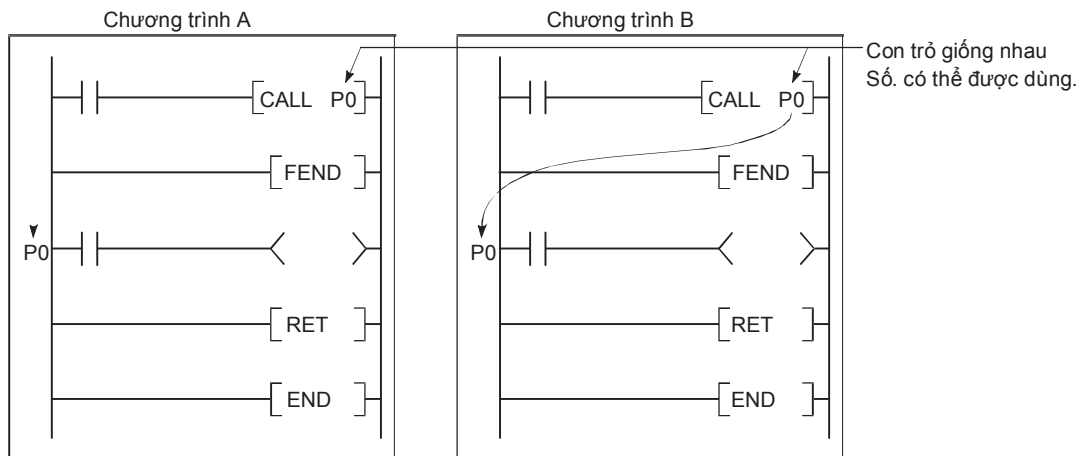 Chương trình A
Chương trình B
Con trỏ giống nhau
Số. có thể được dùng.
CALL P0
CALL P0
FEND
FEND
P0
P0
RET
RET
END
END